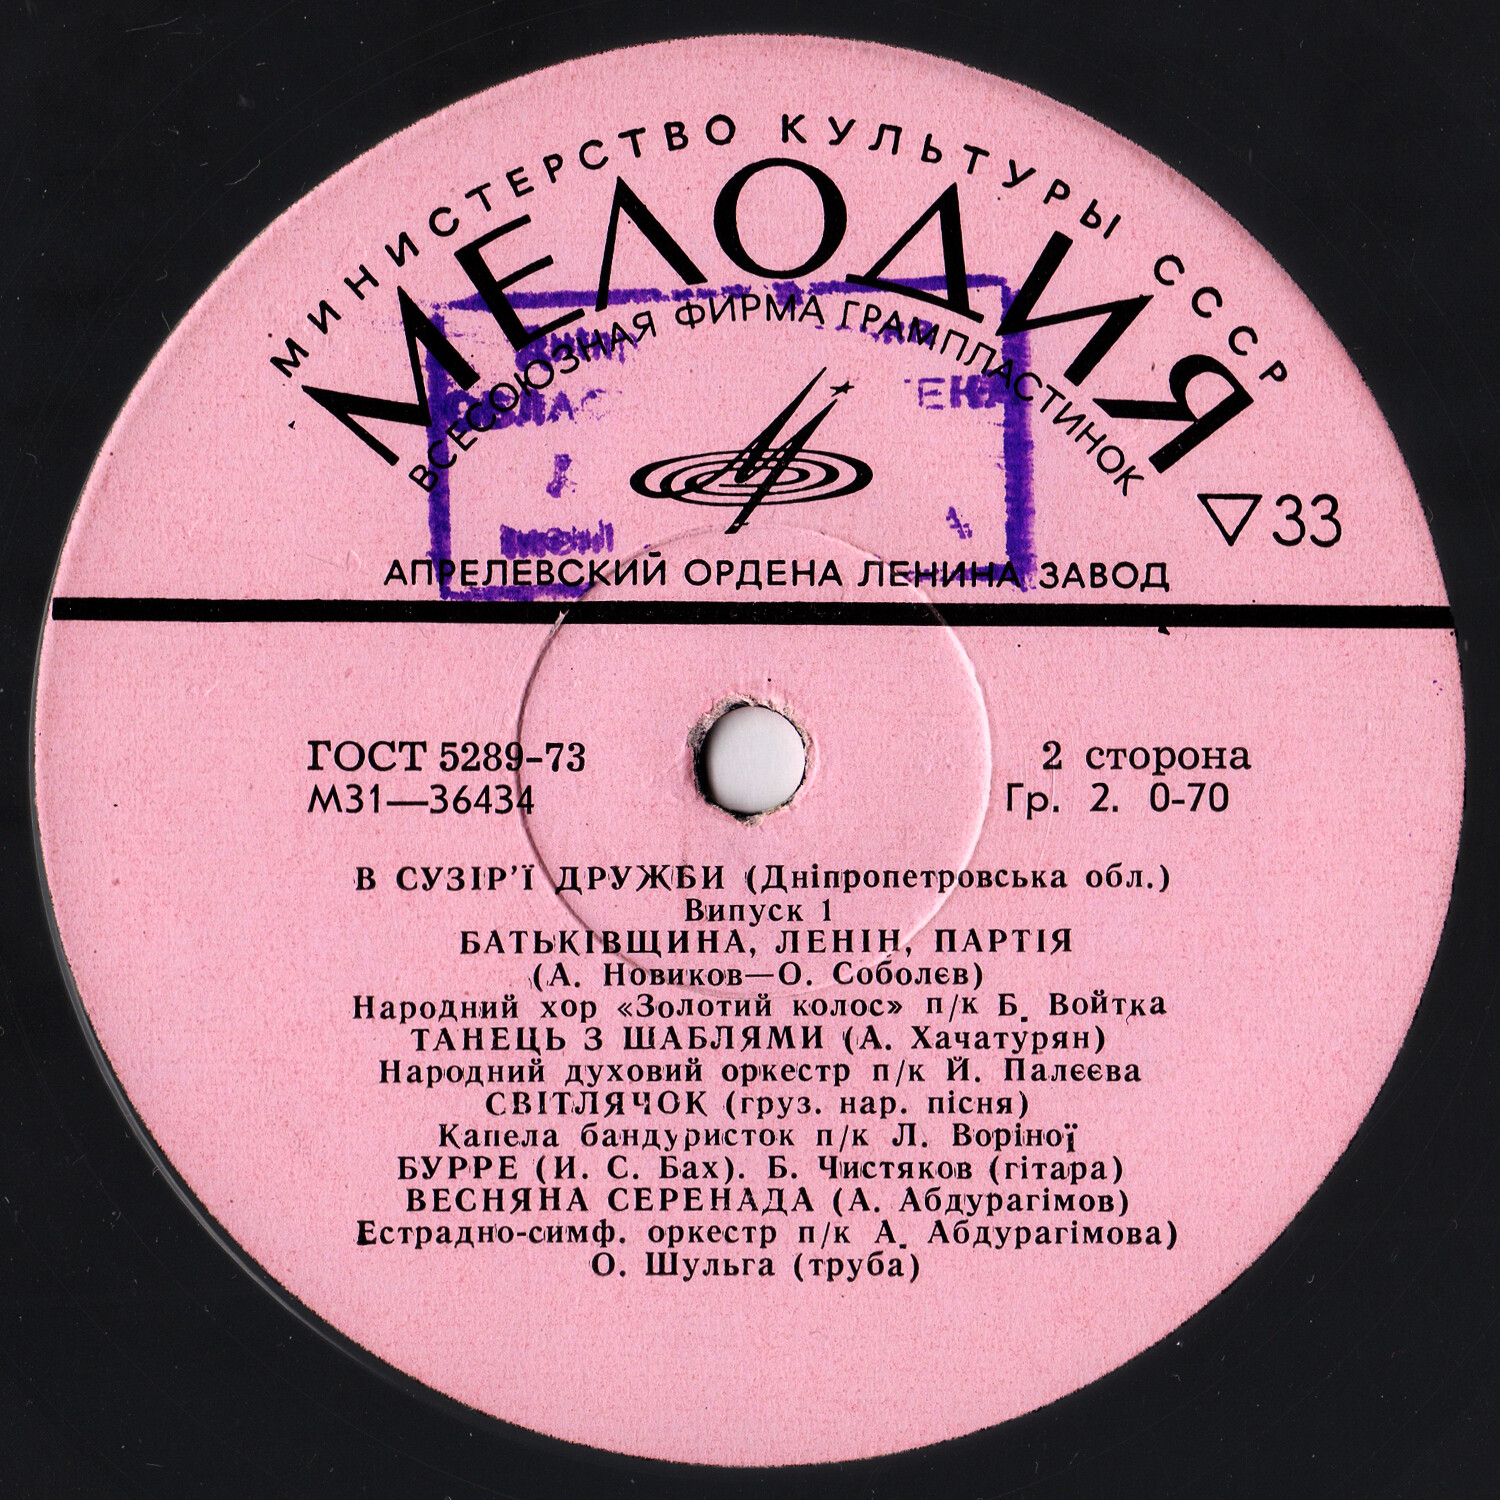 МИНИСТЕРСТВО КУЛЬТУРЫ СССР
МЕЛОДИЯ
ВСЕСОЮЗНАЯ ФИРМА ГРАМПЛАСТИНОК
АПРЕЛЕВСКИЙ ОРДЕНА ЛЕНИНА ЗАВОД
▽33
ГОСТ 5289-73
М31—36434
2 сторона
Гр. 2. 0-70
В СУЗІР'Ї ДРУЖБИ (Дніпропетровська обл.)
Випуск 1
БАТЬКІВЩИНА, ЛЕНІН, ПАРТІЯ
(А. Новиков—О. Соболєв)
Народний хор «Золотий колос» п/к Б. Войтка
ТАНЕЦЬ З ШАБЛЯМИ (А. Хачатурян)
Народний духовий оркестр п/к Й. Палєєва
СВІТЛЯЧОК (груз. нар. пісня)
Капела бандуристок п/к Л. Воріної
БУРРЕ (И. С. Бах). Б. Чистяков (гітара)
ВЕСНЯНА СЕРЕНАДА (А. Абдурагімов)
Естрадно-симф. оркестр п/к А. Абдурагімова)
О. Шульга (труба)